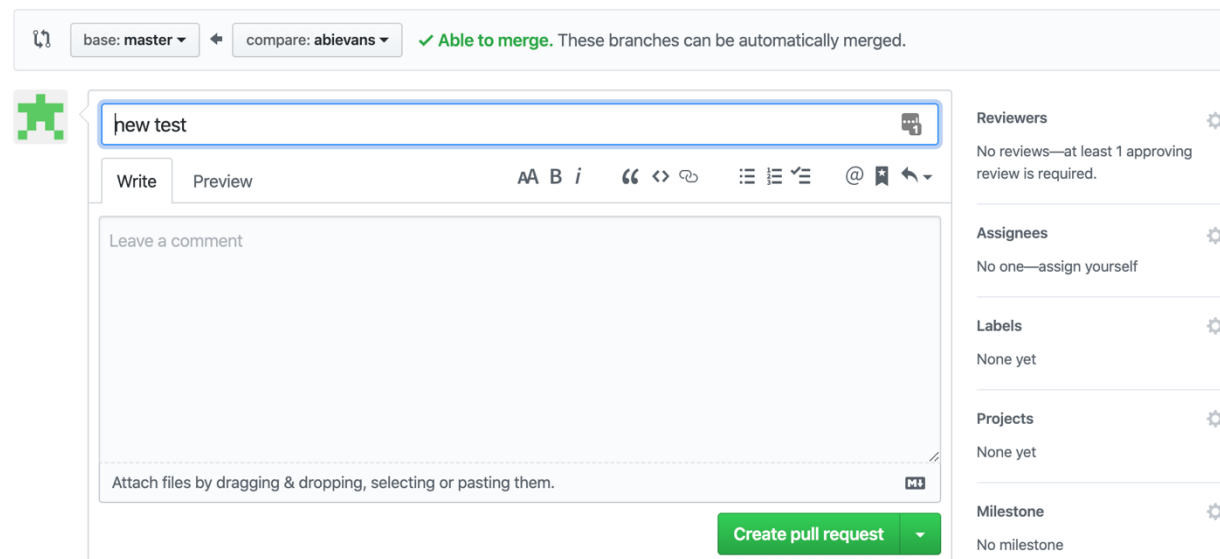 base: master
compare: abievans
Able to merge. These branches can be automatically merged.
new test
1
Write
Preview
AA B i
Leave a comment
Attach files by dragging & dropping, selecting or pasting them.
Create pull request
Reviewers
No reviews—at least 1 approving
review is required.
Assignees
No one—assign yourself
Labels
None yet
Projects
None yet
Milestone
No milestone